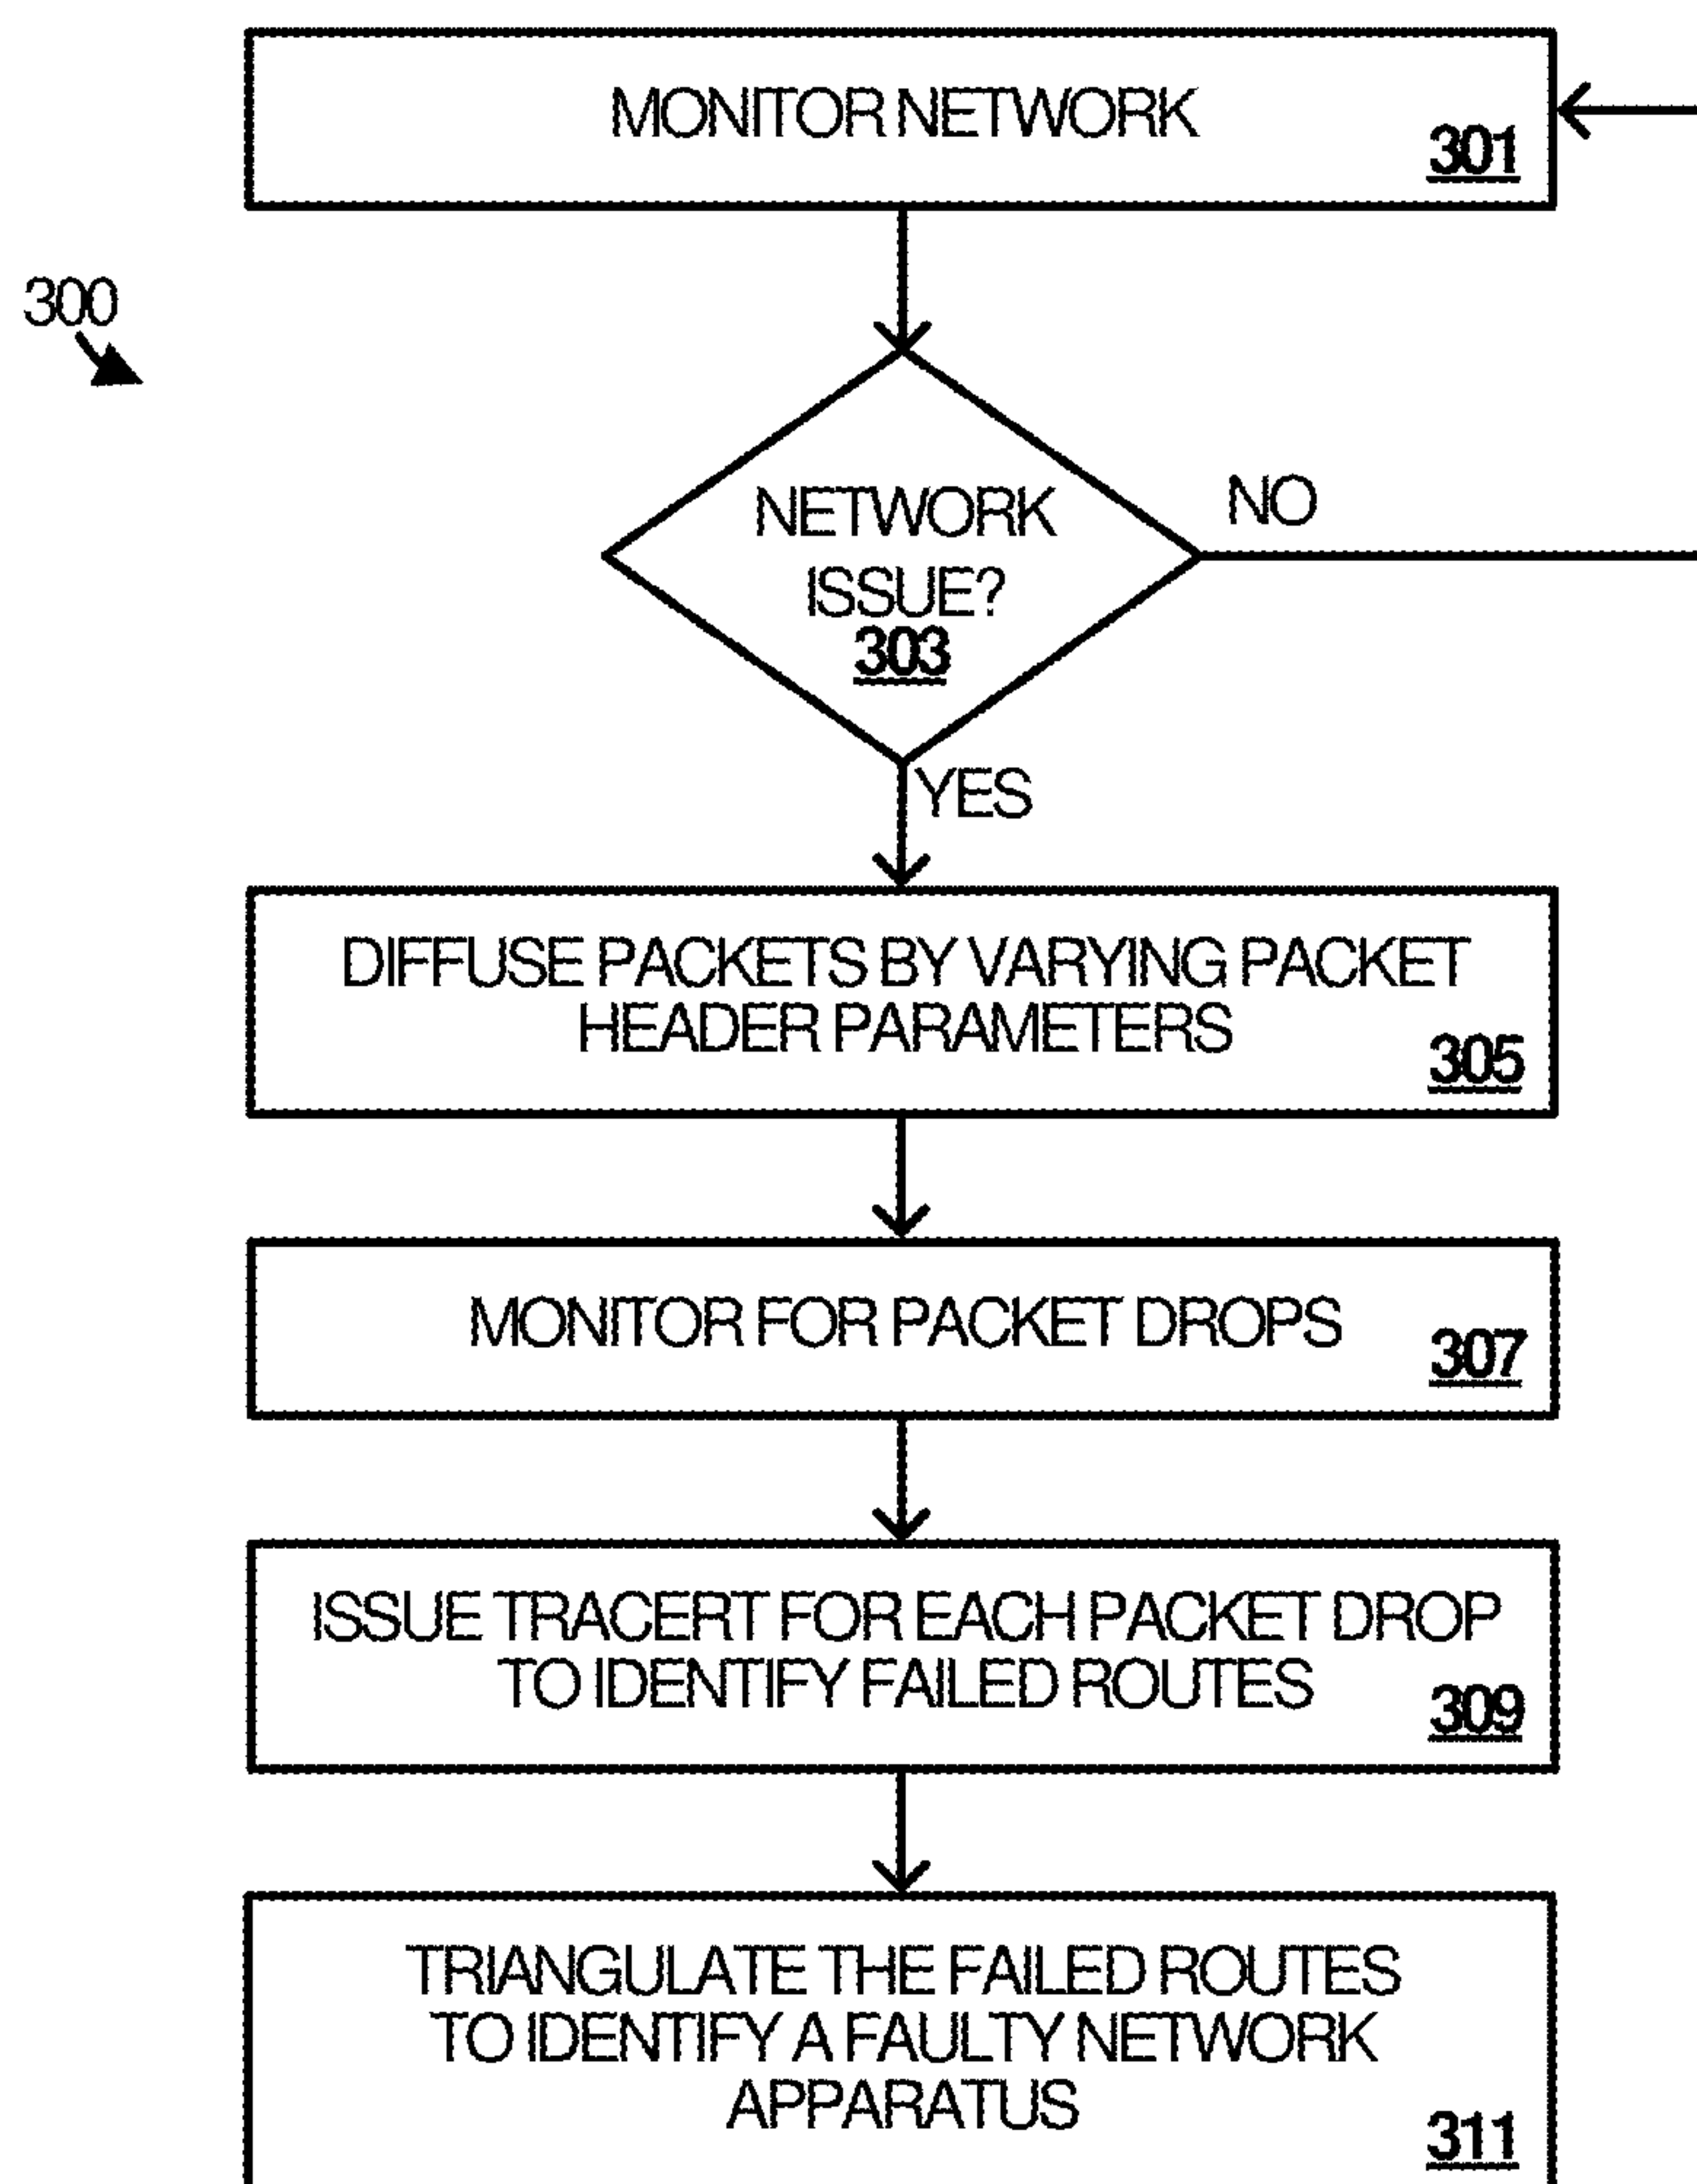 MONITOR NETWORK
301
300
NETWORK
ISSUE?
303
NO
YES
DIFFUSE PACKETS BY VARYING PACKET
HEADER PARAMETERS
305
MONITOR FOR PACKET DROPS
307
ISSUE TRACERT FOR EACH PACKET DROP
TO IDENTIFY FAILED ROUTES
309
TRIANGULATE THE FAILED ROUTES
TO IDENTIFY A FAULTY NETWORK
APPARATUS
311